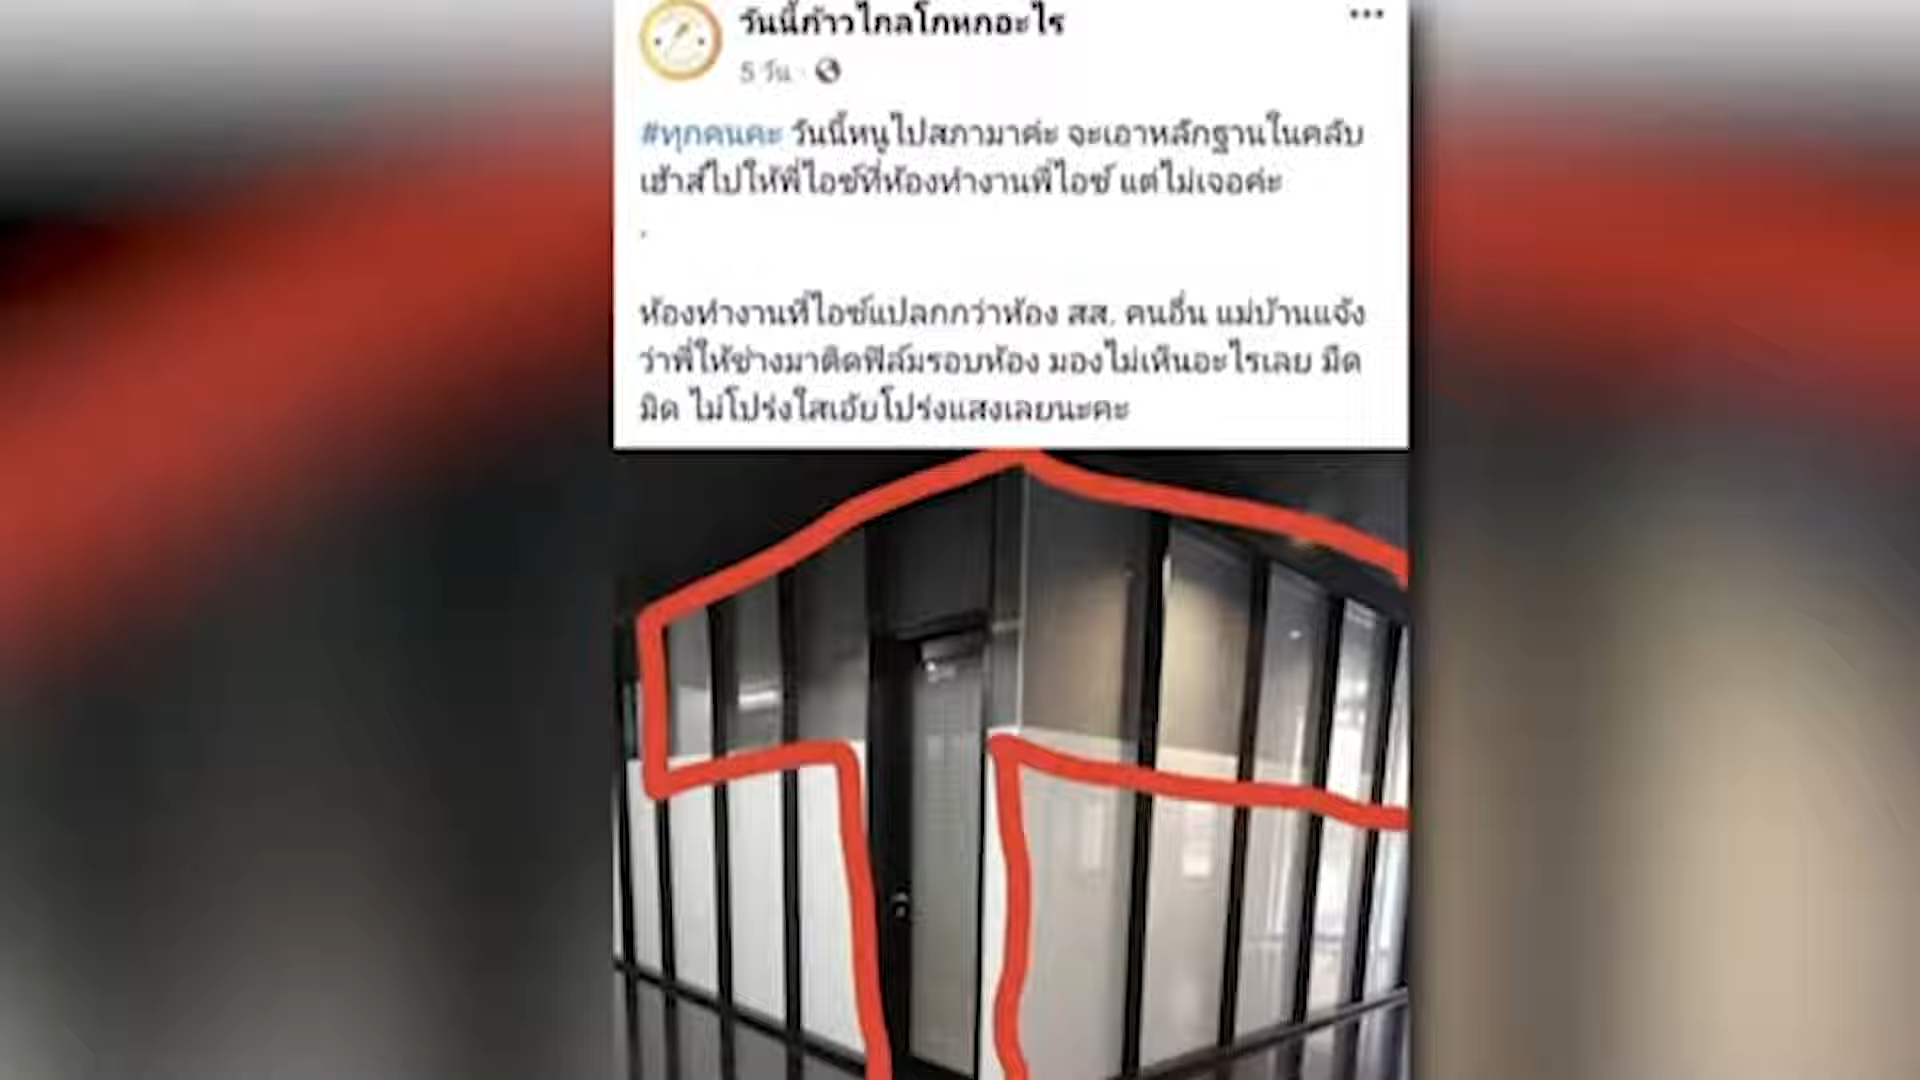 วันนี้ก้าวไกลโกหกอะไร
5 วัน ·
#ทุกคนคะ วันนี้หนูไปสภามาค่ะ จะเอาหลักฐานในคลับ
เฮ้าส์ไปให้พี่ไอซ์ที่ห้องทำงานพี่ไอซ์ แต่ไม่เจอค่ะ
.
ห้องทำงานที่ไอซ์แปลกกว่าห้อง สส. คนอื่น แม่บ้านแจ้ง
ว่าพี่ให้ช่างมาติดฟิล์มรอบห้อง มองไม่เห็นอะไรเลย มืด
มิด ไม่โปร่งใสเอ้ยโปร่งแสงเลยนะคะ